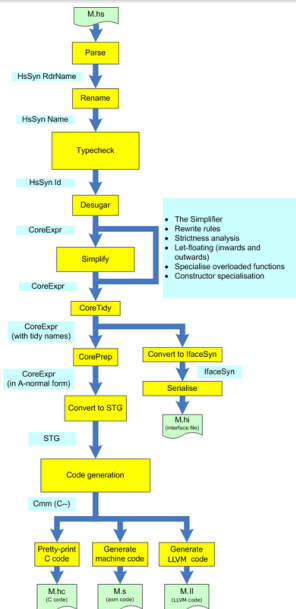 M.hs
Parse
HsSyn RdrName
Rename
HsSyn Name
Typecheck
HsSyn Id
Desugar
CoreExpr
Simplify
CoreExpr
• The Simplifier
• Rewrite rules
• Strictness analysis
• Let-floating (inwards and
outwards)
• Specialise overloaded functions
• Constructor specialisation
CoreTidy
CoreExpr
(with tidy names)
CorePrep
Convert to IfaceSyn
CoreExpr
(in A-normal form)
IfaceSyn
Serialise
Convert to STG
M.hi
(interface file)
STG
Code generation
Cmm (C--)
Pretty-print
C code
Generate
machine code
Generate
LLVM code
M.hc
(C code)
M.s
(asm code)
M.ll
(LLVM code)